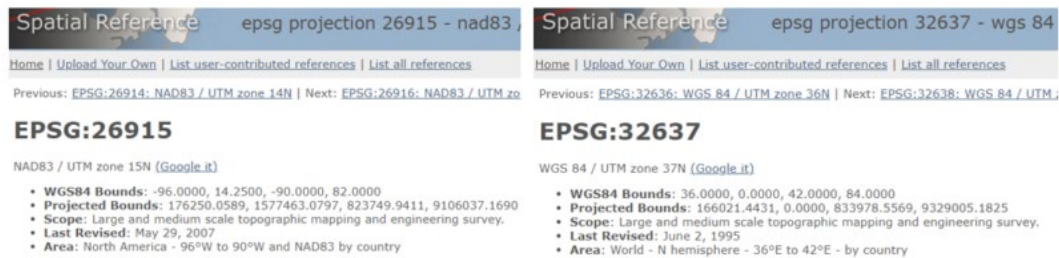 Spatial Reference epsg projection 26915 - nad83 /
Home | Upload Your Own | List user-contributed references | List all references
Previous: EPSG:26914: NAD83 / UTM zone 14N | Next: EPSG:26916: NAD83 / UTM zo
EPSG:26915
NAD83 / UTM zone 15N (Google it)
• WGS84 Bounds: -96.0000, 14.2500, -90.0000, 82.0000
• Projected Bounds: 176250.0589, 1577463.0797, 823749.9411, 9106037.1690
• Scope: Large and medium scale topographic mapping and engineering survey.
• Last Revised: May 29, 2007
• Area: North America - 96°W to 90°W and NAD83 by country
Spatial Reference epsg projection 32637 - wgs 84
Home | Upload Your Own | List user-contributed references | List all references
Previous: EPSG:32636: WGS 84 / UTM zone 36N | Next: EPSG:32638: WGS 84 / UTM
EPSG:32637
WGS 84 / UTM zone 37N (Google it)
• WGS84 Bounds: 36.0000, 0.0000, 42.0000, 84.0000
• Projected Bounds: 166021.4431, 0.0000, 833978.5569, 9329005.1825
• Scope: Large and medium scale topographic mapping and engineering survey.
• Last Revised: June 2, 1995
• Area: World - N hemisphere - 36°E to 42°E - by country